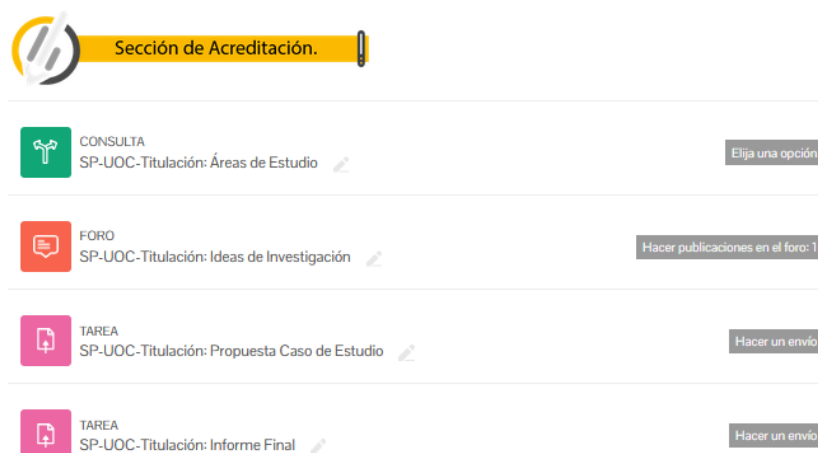 Sección de Acreditación.
CONSULTA
SP-UOC-Titulación: Áreas de Estudio
Elija una opción
FORO
SP-UOC-Titulación: Ideas de Investigación
Hacer publicaciones en el foro: 1
TAREA
SP-UOC-Titulación: Propuesta Caso de Estudio
Hacer un envío
TAREA
SP-UOC-Titulación: Informe Final
Hacer un envío